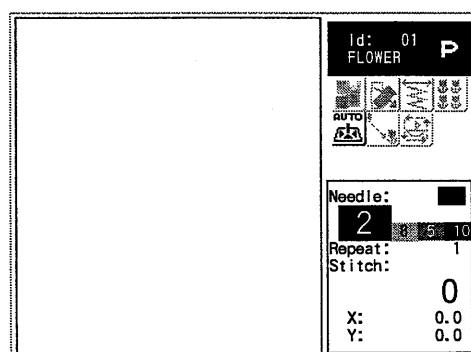 Id: 01 P
FLOWER
AUTO
Needle:
2 8 5 10
Repeat: 1
Stitch:
0
X: 0.0
Y: 0.0